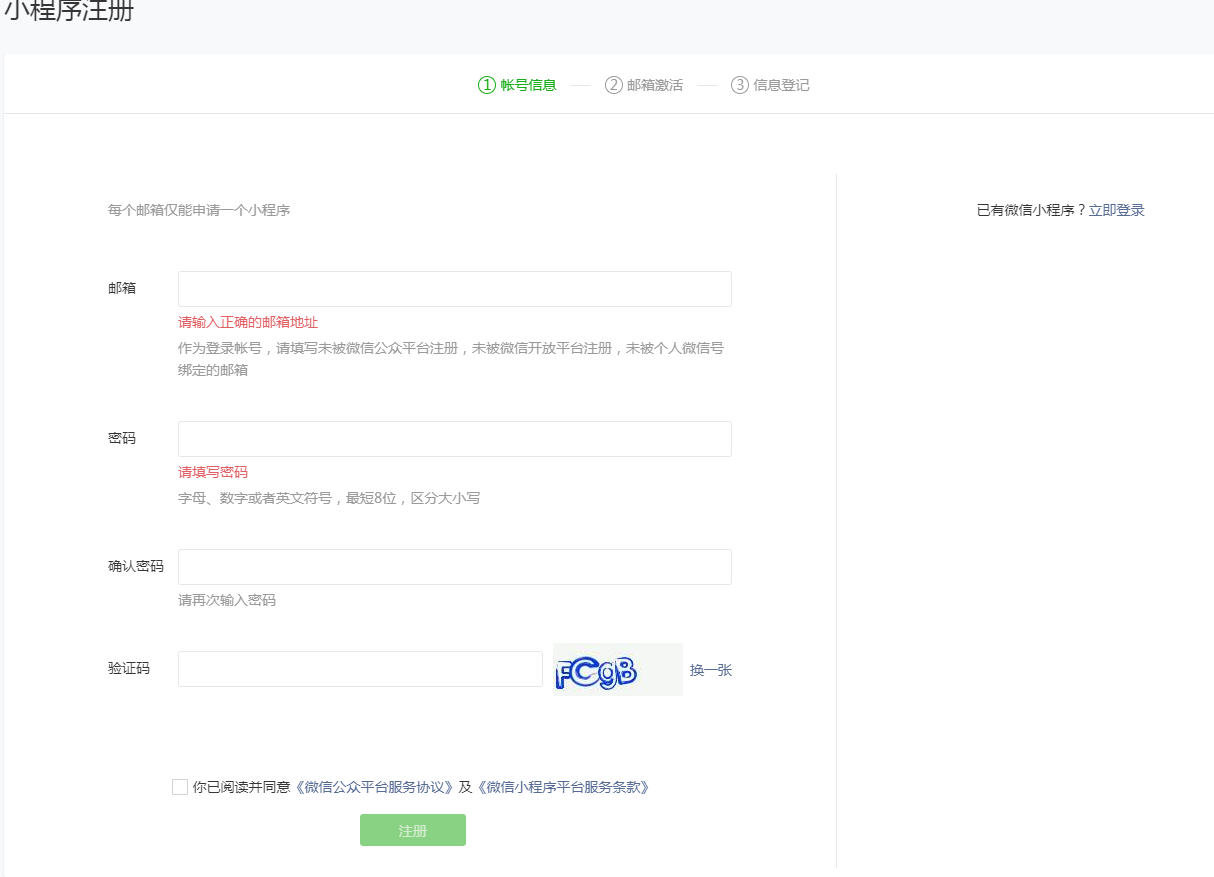 小程序注册
① 帐号信息 — ② 邮箱激活 — ③ 信息登记
每个邮箱仅能申请一个小程序
已有微信小程序？立即登录
邮箱
请输入正确的邮箱地址
作为登录帐号，请填写未被微信公众平台注册，未被微信开放平台注册，未被个人微信号
绑定的邮箱
密码
请填写密码
字母、数字或者英文符号，最短8位，区分大小写
确认密码
请再次输入密码
验证码 FCgB 换一张
你已阅读并同意《微信公众平台服务协议》及《微信小程序平台服务条款》
注册